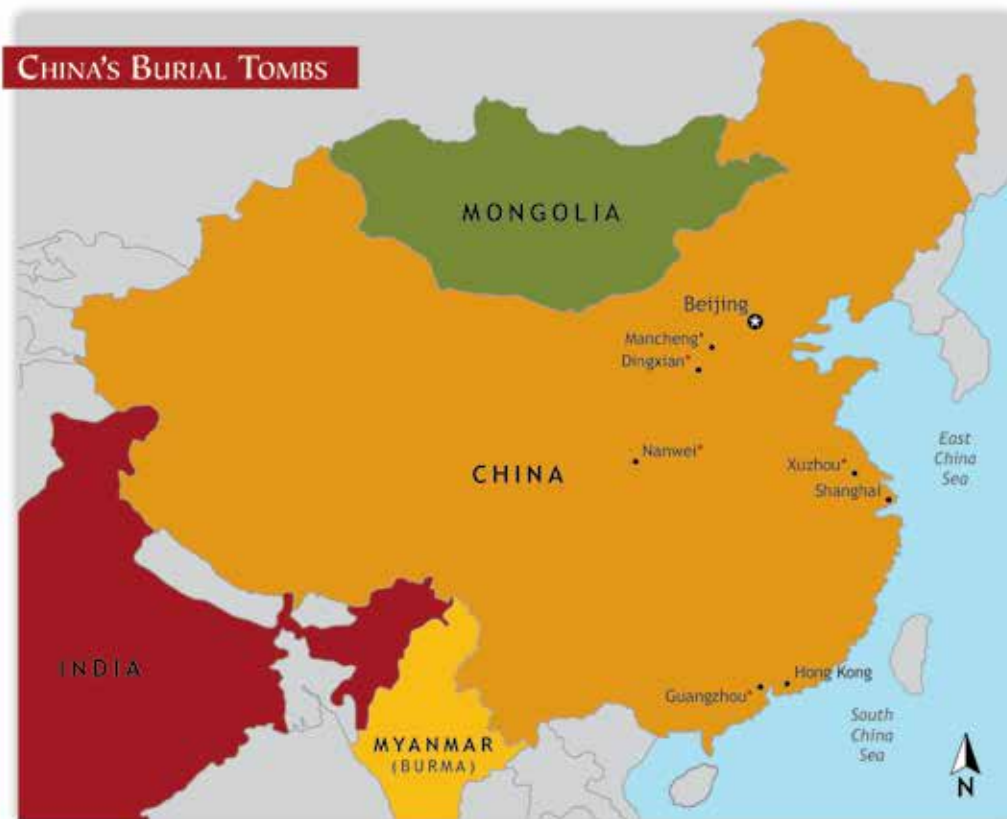 CHINA'S BURIAL TOMBS
MONGOLIA
Beijing
Mancheng*
Dingxian*
Nanwei*
CHINA
Xuzhou*
Shanghai
East
China
Sea
INDIA
Guangzhou*
Hong Kong
South
China
Sea
MYANMAR
(BURMA)
N